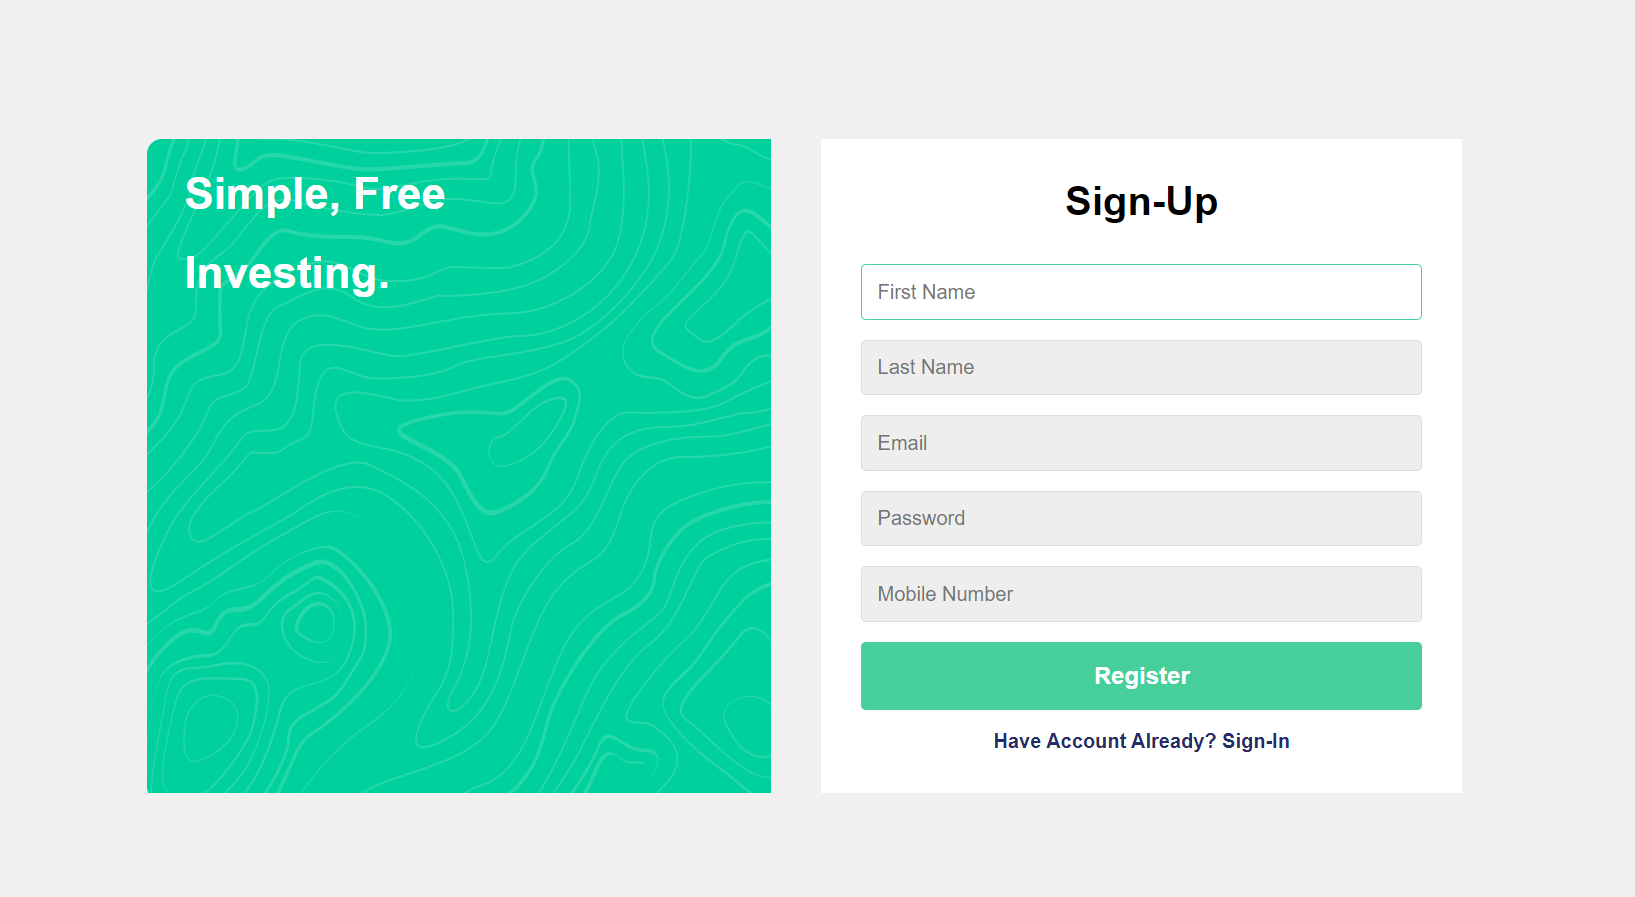 Simple, Free
Investing.
Sign-Up
First Name
Last Name
Email
Password
Mobile Number
Register
Have Account Already? Sign-In